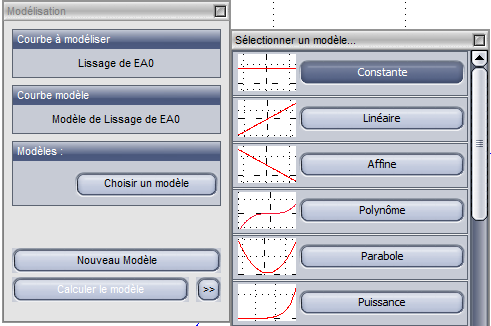 Modélisation
Courbe à modéliser
Lissage de EA0
Courbe modèle
Modèle de Lissage de EA0
Modèles :
Choisir un modèle
Nouveau Modèle
Calculer le modèle
>>
Sélectionner un modèle...
Constante
Linéaire
Affine
Polynôme
Parabole
Puissance